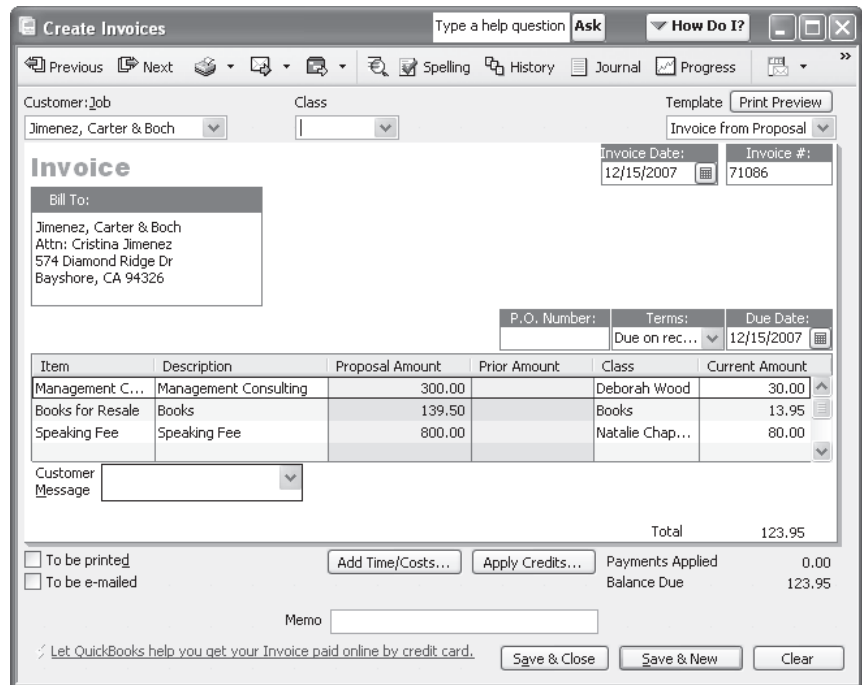 Create Invoices Type a help question Ask How Do I?
Previous Next Spelling History Journal Progress »
Customer:Job Class Template Print Preview
Jimenez, Carter & Boch Invoice from Proposal
Invoice Invoice Date: Invoice #:
12/15/2007 71086
Bill To:
Jimenez, Carter & Boch
Attn: Cristina Jimenez
574 Diamond Ridge Dr
Bayshore, CA 94326
P.O. Number: Terms: Due Date:
Due on rec... 12/15/2007
Item Description Proposal Amount Prior Amount Class Current Amount
Management C... Management Consulting 300.00 Deborah Wood 30.00
Books for Resale Books 139.50 Books 13.95
Speaking Fee Speaking Fee 800.00 Natalie Chap... 80.00
Customer
Message
Total 123.95
To be printed Add Time/Costs... Apply Credits... Payments Applied 0.00
To be e-mailed Balance Due 123.95
Memo
Let QuickBooks help you get your Invoice paid online by credit card. Save & Close Save & New Clear